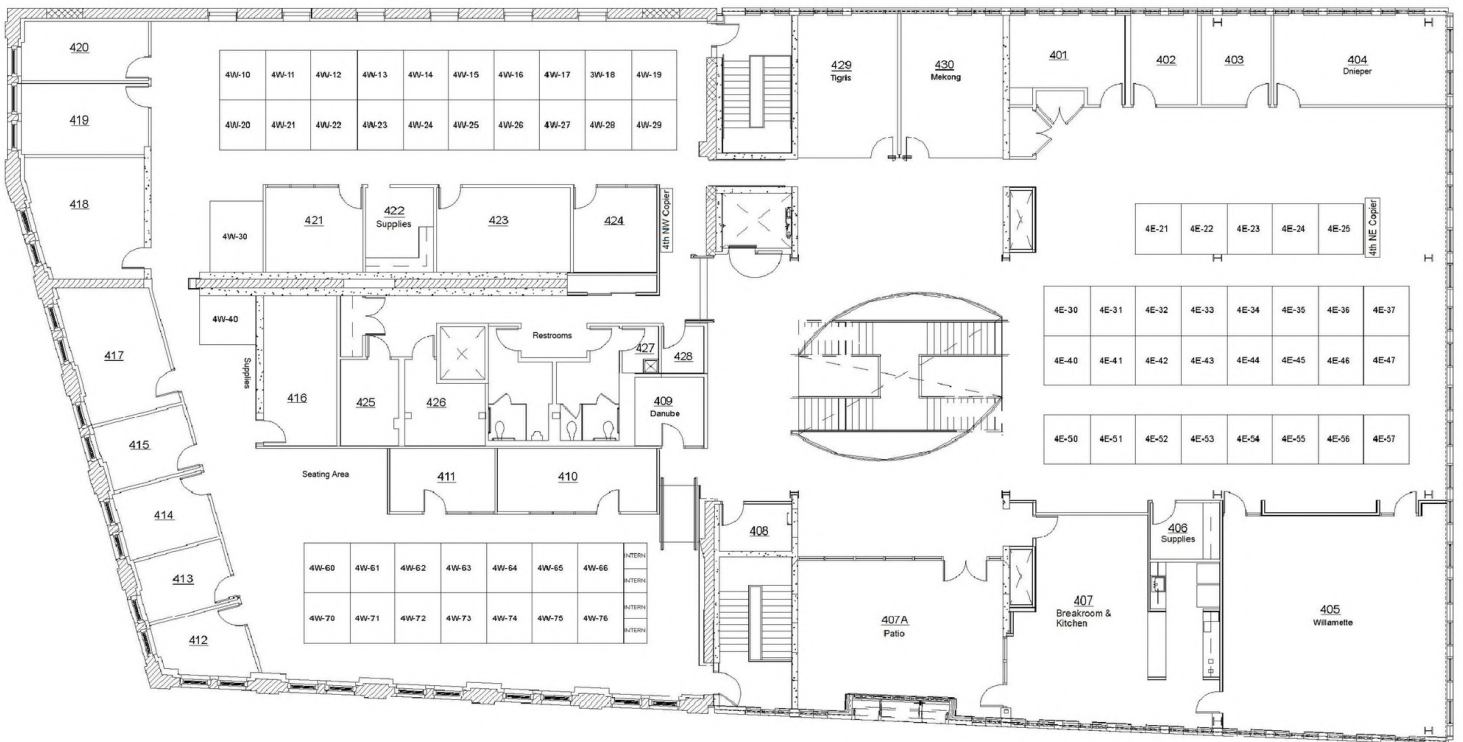 420
419
418
417
415
414
413
412
4W-10 4W-11 4W-12 4W-13 4W-14 4W-15 4W-16 4W-17 3W-18 4W-19
4W-20 4W-21 4W-22 4W-23 4W-24 4W-25 4W-26 4W-27 4W-28 4W-29
4W-30
421
422
Supplies
423
424
4th NW Copier
4W-40
Supplies
416
425
426
Restrooms
427
428
409
Danube
Seating Area
411
410
4W-60 4W-61 4W-62 4W-63 4W-64 4W-65 4W-66
INTERN
INTERN
4W-70 4W-71 4W-72 4W-73 4W-74 4W-75 4W-76
INTERN
INTERN
429
Tigris
430
Mekong
401
402
403
404
Dnieper
4E-21 4E-22 4E-23 4E-24 4E-25
4th NE Copier
4E-30 4E-31 4E-32 4E-33 4E-34 4E-35 4E-36 4E-37
4E-40 4E-41 4E-42 4E-43 4E-44 4E-45 4E-46 4E-47
4E-50 4E-51 4E-52 4E-53 4E-54 4E-55 4E-56 4E-57
408
407A
Patio
407
Breakroom &
Kitchen
406
Supplies
405
Willamette